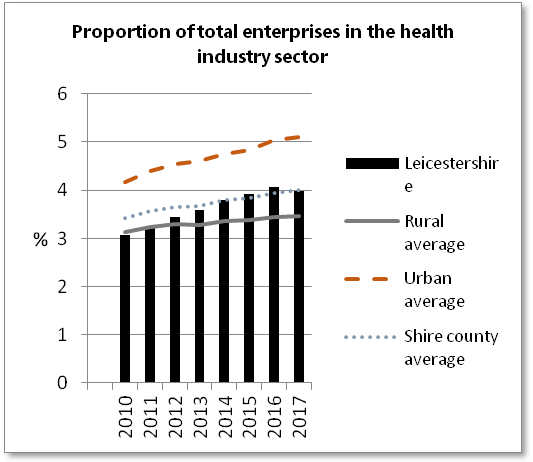 Proportion of total enterprises in the health
industry sector
6
5
4
3
2
1
0
%
2010
2011
2012
2013
2014
2015
2016
2017
Leicestershir
e
Rural
average
Urban
average
Shire county
average